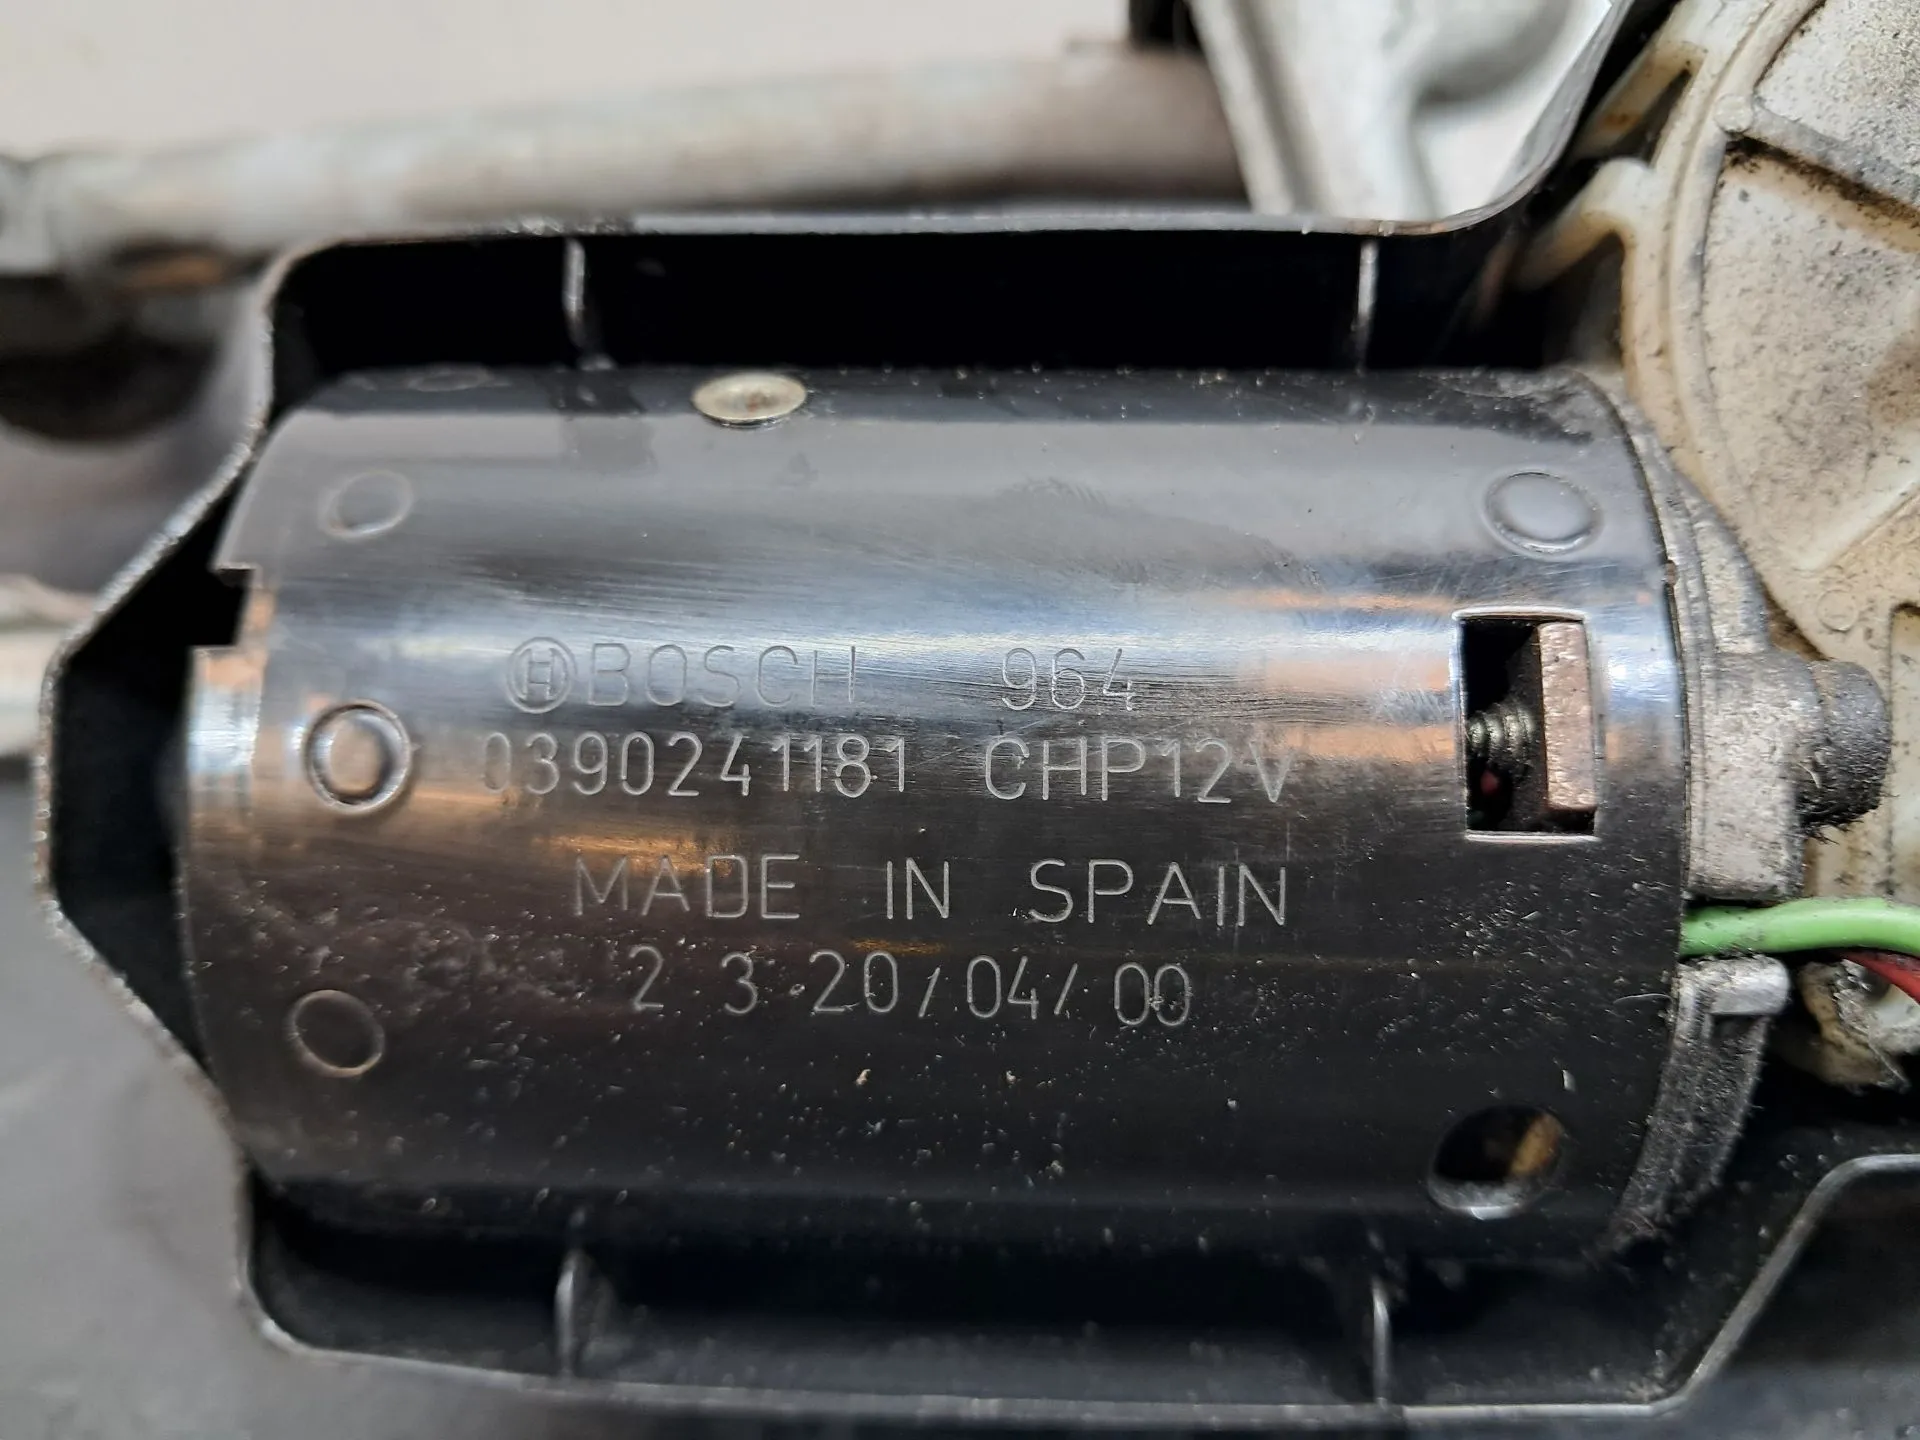 BOSCH 964
0390241181 CHP12V
MADE IN SPAIN
2 3 20/04/00